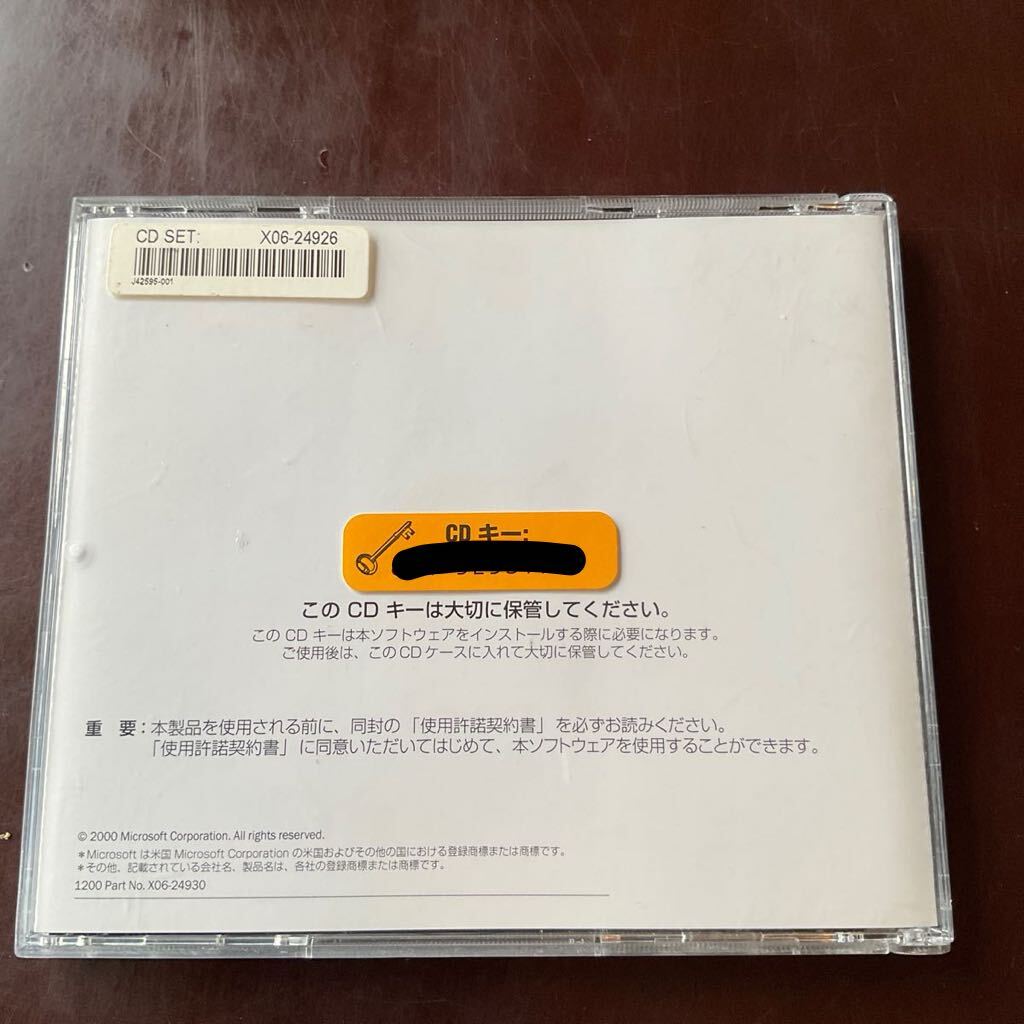 CD SET: X06-24926
J42595-001
CD キー:
この CD キーは大切に保管してください。
この CD キーは本ソフトウェアをインストールする際に必要になります。
ご使用後は、この CD ケースに入れて大切に保管してください。
重 要：本製品を使用される前に、同封の「使用許諾契約書」を必ずお読みください。
「使用許諾契約書」に同意いただいてはじめて、本ソフトウェアを使用することができます。
© 2000 Microsoft Corporation. All rights reserved.
＊Microsoft は米国 Microsoft Corporation の米国およびその他の国における登録商標または商標です。
＊その他、記載されている会社名、製品名は、各社の登録商標または商標です。
1200 Part No. X06-24930